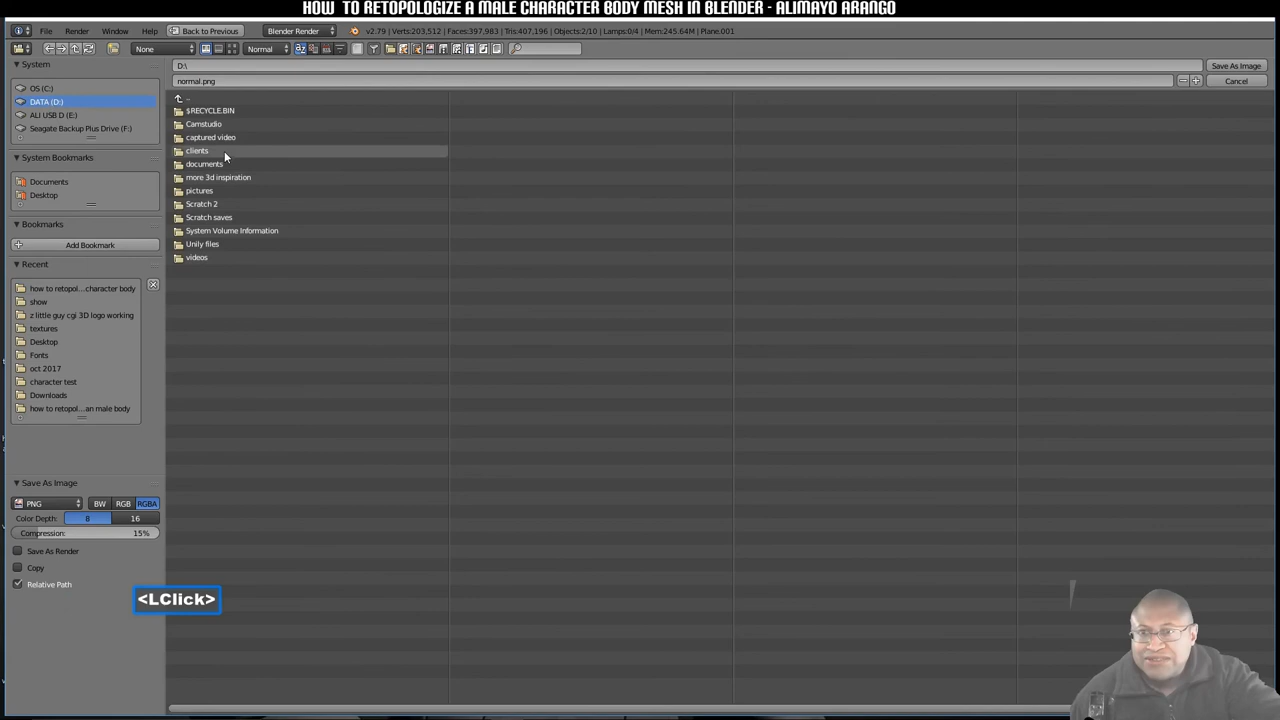 HOW TO RETOPOLOGIZE A MALE CHARACTER BODY MESH IN BLENDER - ALIMAYO ARANGO
File Render Window Help Back to Previous Blender Render v2.79 | Verts:203,512 | Faces:397,983 | Tris:407,196 | Objects:2/10 | Lamps:0/4 | Mem:245.64M | Plane.001
None Normal
System
D:\ Save As Image
normal.png Cancel
OS (C:)
DATA (D:)
ALI USB D (E:)
Seagate Backup Plus Drive (F:)
System Bookmarks
Documents
Desktop
Bookmarks
Add Bookmark
Recent
how to retopol...character body
show
z little guy cgi 3D logo working
textures
Desktop
Fonts
oct 2017
character test
Downloads
how to retopol...an male body
..
$RECYCLE.BIN
Camstudio
captured video
clients
documents
more 3d inspiration
pictures
Scratch 2
Scratch saves
System Volume Information
Unily files
videos
Save As Image
PNG BW RGB RGBA
Color Depth: 8 16
Compression: 15%
Save As Render
Copy
Relative Path
<LClick>